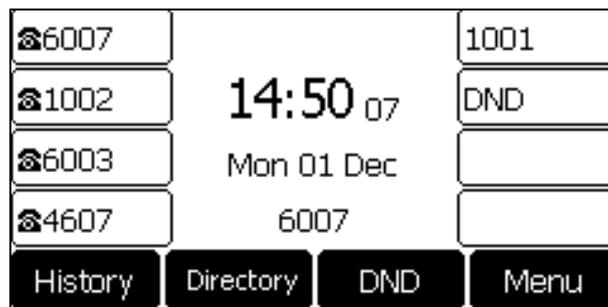 ☎6007 1001
☎1002 14:50 07 DND
☎6003 Mon 01 Dec
☎4607 6007
History Directory DND Menu